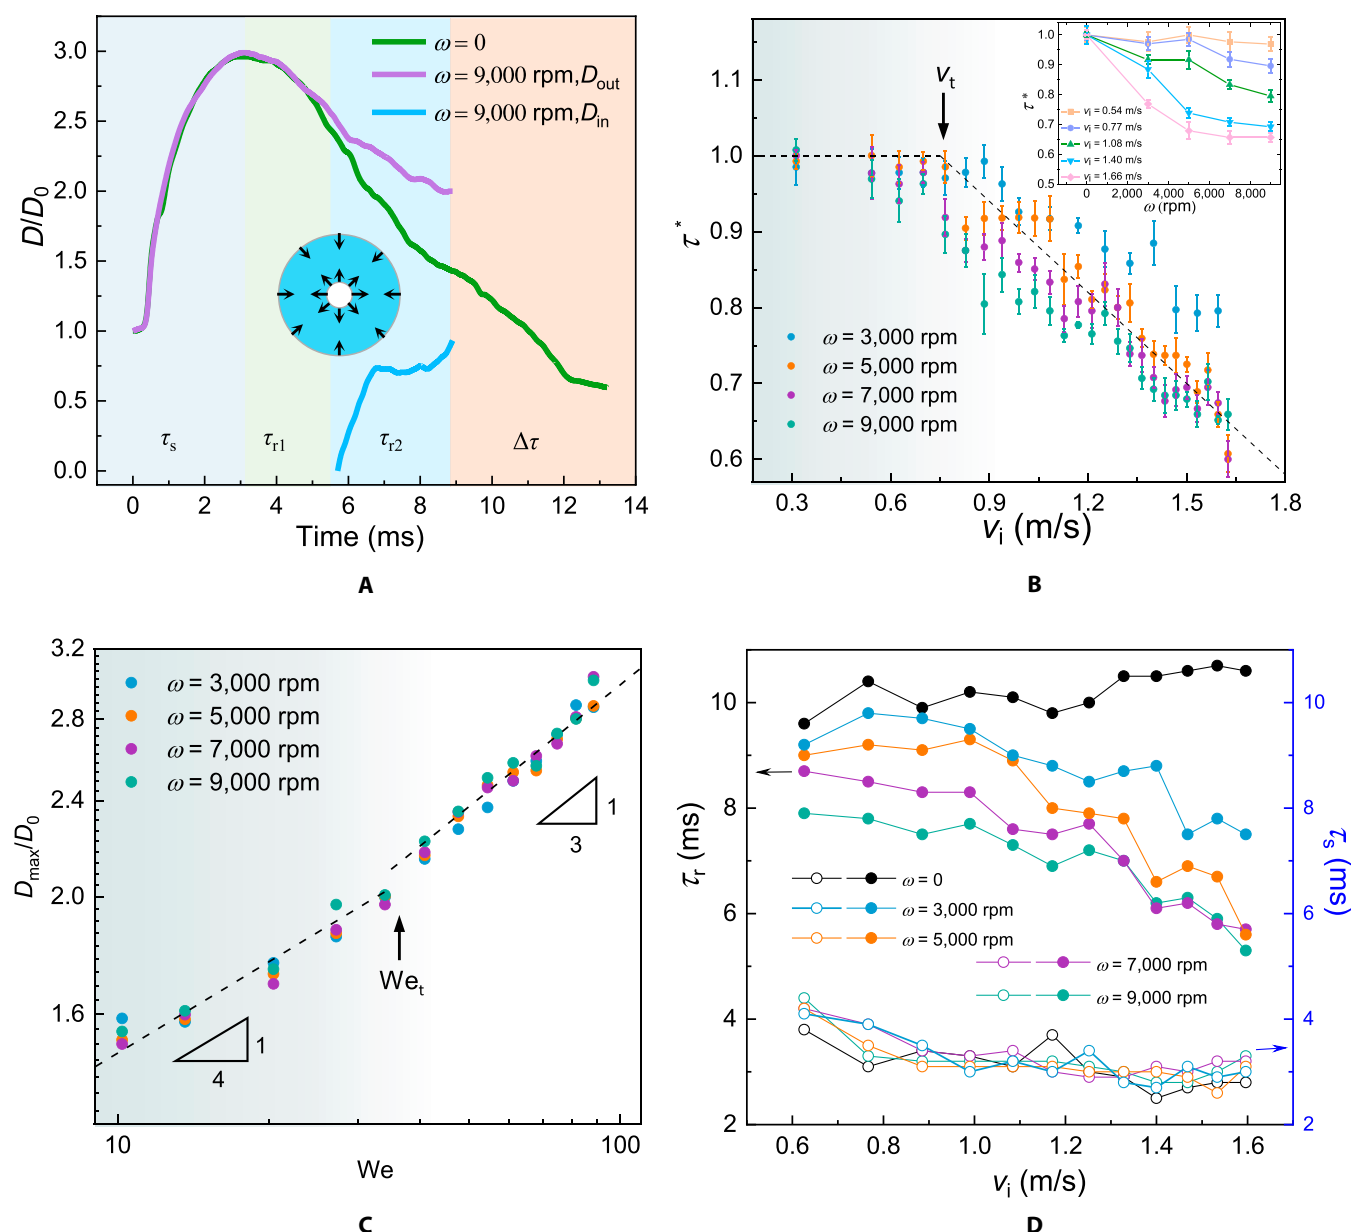 3.0
2.5
2.0
1.5
1.0
0.5
0.0
D/D0
ω = 0
ω = 9,000 rpm,Dout
ω = 9,000 rpm,Din
τs
τr1
τr2
Δτ
0 2 4 6 8 10 12 14
Time (ms)
A
1.1
1.0
0.9
0.8
0.7
0.6
τ*
vt
ω = 3,000 rpm
ω = 5,000 rpm
ω = 7,000 rpm
ω = 9,000 rpm
0.3 0.6 0.9 1.2 1.5 1.8
vi (m/s)
1.0
0.9
0.8
0.7
0.6
0.5
τ*
vi = 0.54 m/s
vi = 0.77 m/s
vi = 1.08 m/s
vi = 1.40 m/s
vi = 1.66 m/s
0 2,000 4,000 6,000 8,000
ω (rpm)
B
3.2
2.8
2.4
2.0
1.6
Dmax/D0
ω = 3,000 rpm
ω = 5,000 rpm
ω = 7,000 rpm
ω = 9,000 rpm
1
3
Wet
1
4
10 100
We
C
10
8
6
4
2
τr (ms)
ω = 0
ω = 3,000 rpm
ω = 5,000 rpm
ω = 7,000 rpm
ω = 9,000 rpm
10
8
6
4
2
τs (ms)
0.6 0.8 1.0 1.2 1.4 1.6
vi (m/s)
D